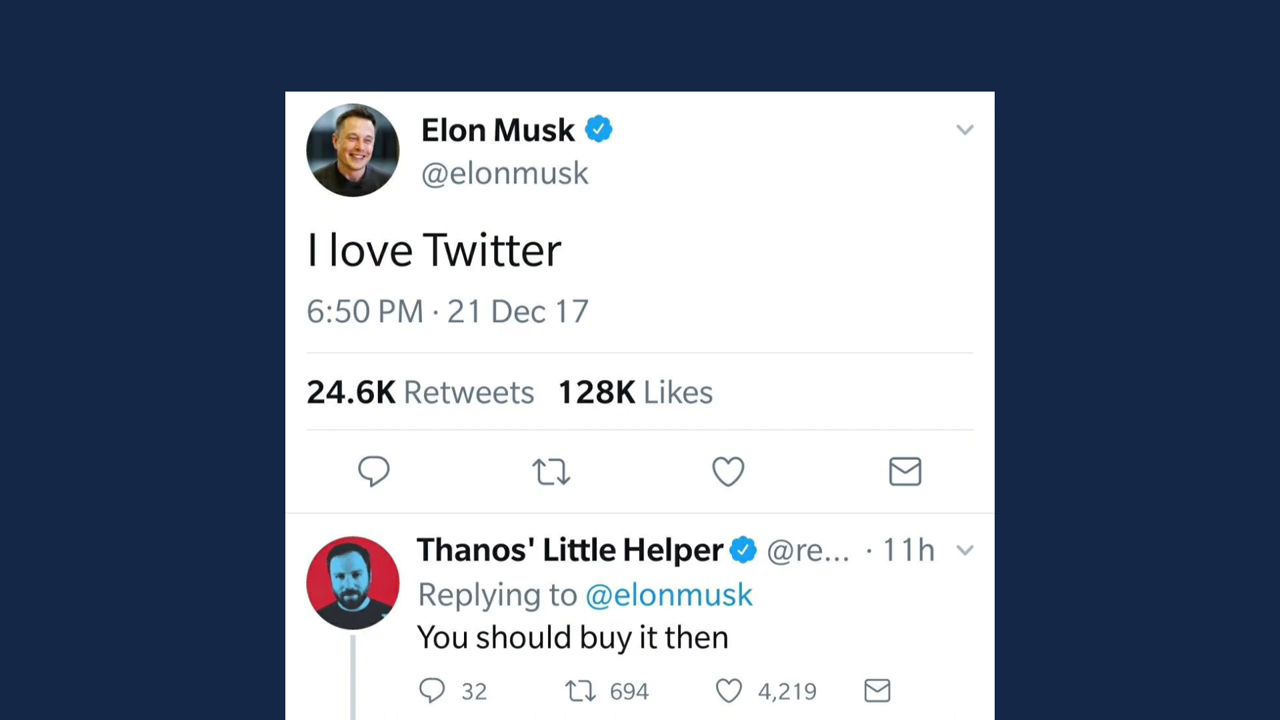 Elon Musk
@elonmusk
I love Twitter
6:50 PM · 21 Dec 17
24.6K Retweets 128K Likes
Thanos' Little Helper @re... · 11h
Replying to @elonmusk
You should buy it then
32 694 4,219